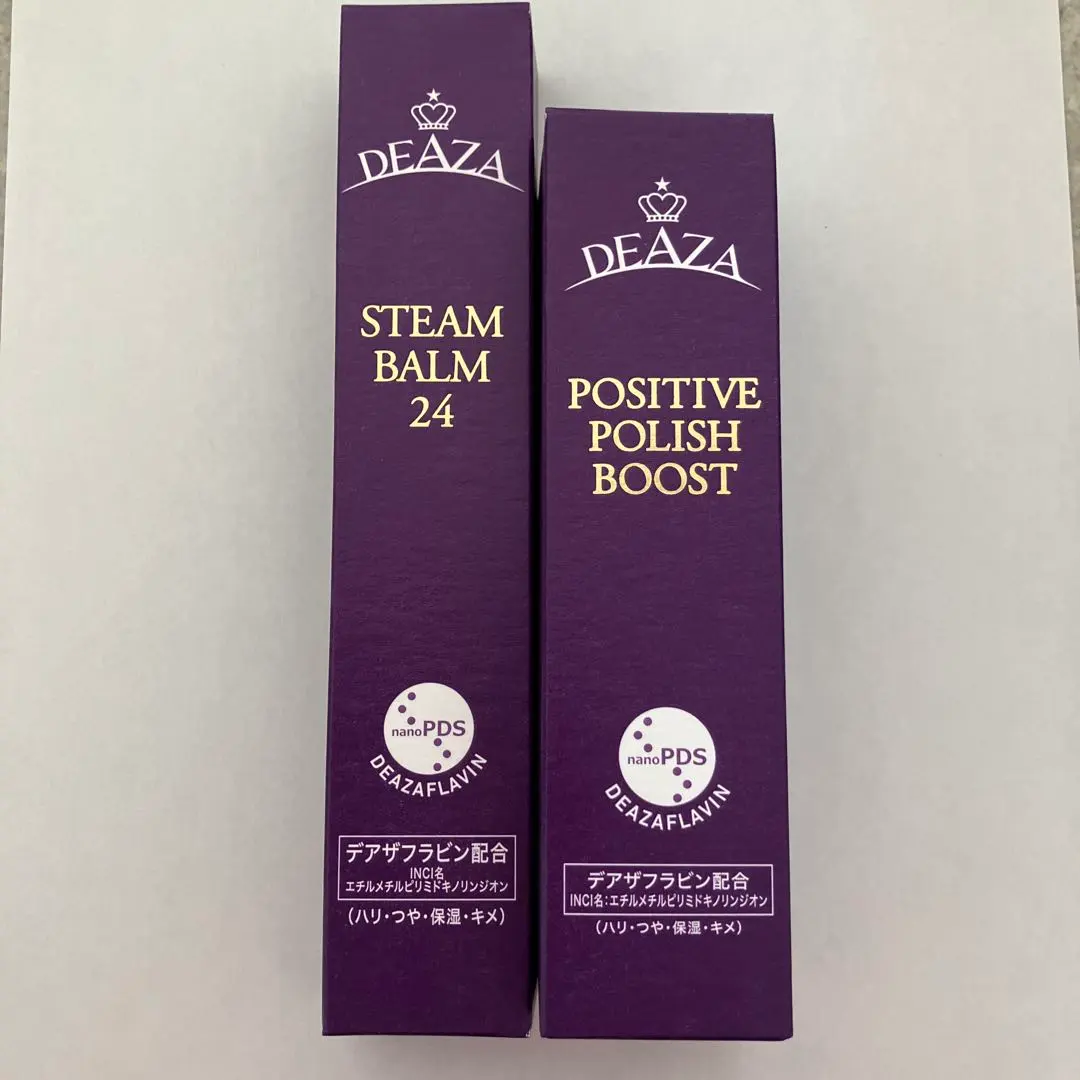 DEAZA
STEAM
BALM
24
nanoPDS
DEAZAFLAVIN
デアザフラビン配合
INCI名
エチルメチルピリミドキノリンジオン
（ハリ・つや・保湿・キメ）
DEAZA
POSITIVE
POLISH
BOOST
nanoPDS
DEAZAFLAVIN
デアザフラビン配合
INCI名：エチルメチルピリミドキノリンジオン
（ハリ・つや・保湿・キメ）